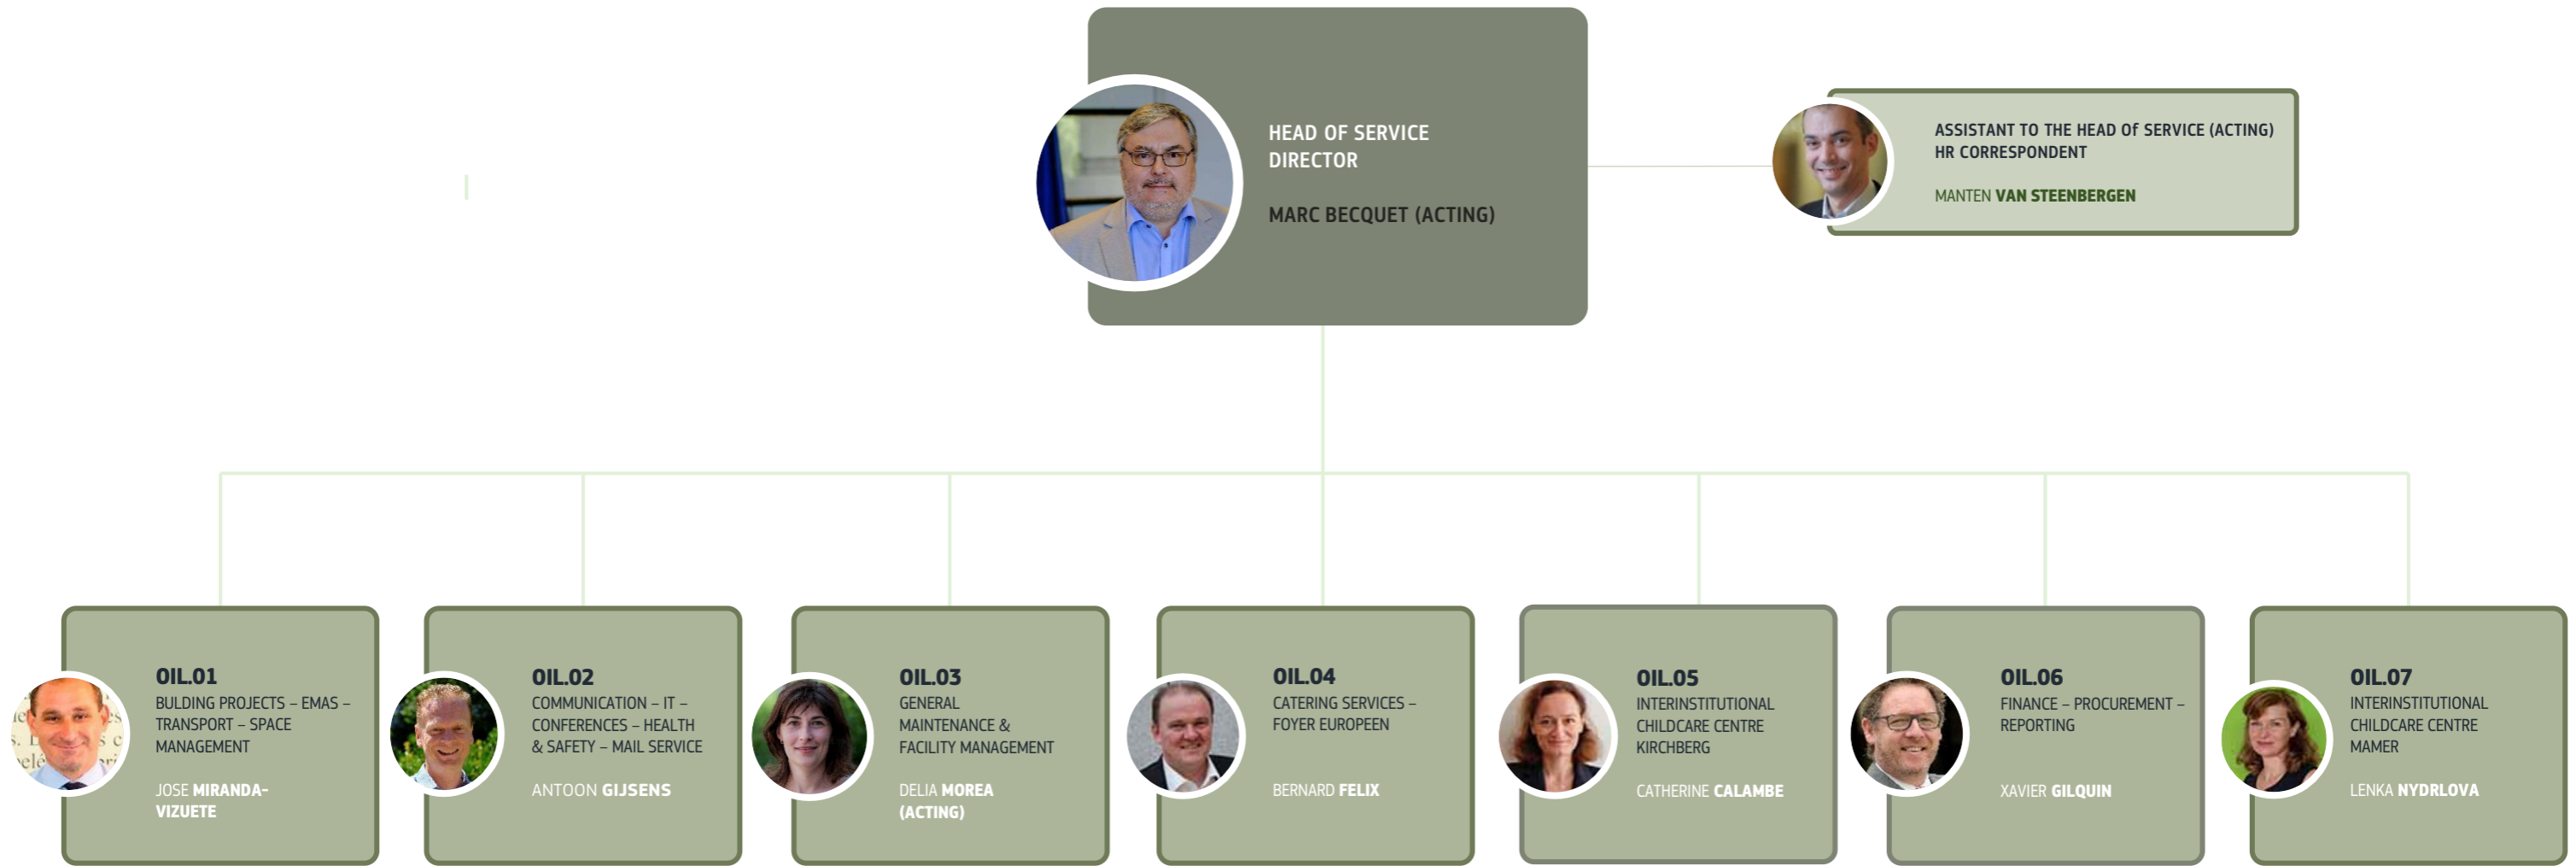 HEAD OF SERVICE
DIRECTOR
MARC BECQUET (ACTING)
ASSISTANT TO THE HEAD Of SERVICE (ACTING)
HR CORRESPONDENT
MANTEN VAN STEENBERGEN
OIL.01
BULDING PROJECTS – EMAS –
TRANSPORT – SPACE
MANAGEMENT
JOSE MIRANDA-
VIZUETE
OIL.02
COMMUNICATION – IT –
CONFERENCES – HEALTH
& SAFETY – MAIL SERVICE
ANTOON GIJSENS
OIL.03
GENERAL
MAINTENANCE &
FACILITY MANAGEMENT
DELIA MOREA
(ACTING)
OIL.04
CATERING SERVICES –
FOYER EUROPEEN
BERNARD FELIX
OIL.05
INTERINSTITUTIONAL
CHILDCARE CENTRE
KIRCHBERG
CATHERINE CALAMBE
OIL.06
FINANCE – PROCUREMENT –
REPORTING
XAVIER GILQUIN
OIL.07
INTERINSTITUTIONAL
CHILDCARE CENTRE
MAMER
LENKA NYDRLOVA